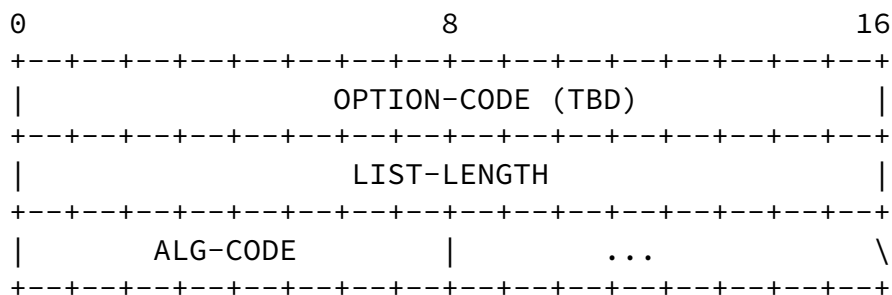 0                       8                      16
+--+--+--+--+--+--+--+--+--+--+--+--+--+--+--+--+
|                 OPTION-CODE (TBD)             |
+--+--+--+--+--+--+--+--+--+--+--+--+--+--+--+--+
|                  LIST-LENGTH                  |
+--+--+--+--+--+--+--+--+--+--+--+--+--+--+--+--+
|       ALG-CODE        |        ...            \
+--+--+--+--+--+--+--+--+--+--+--+--+--+--+--+--+